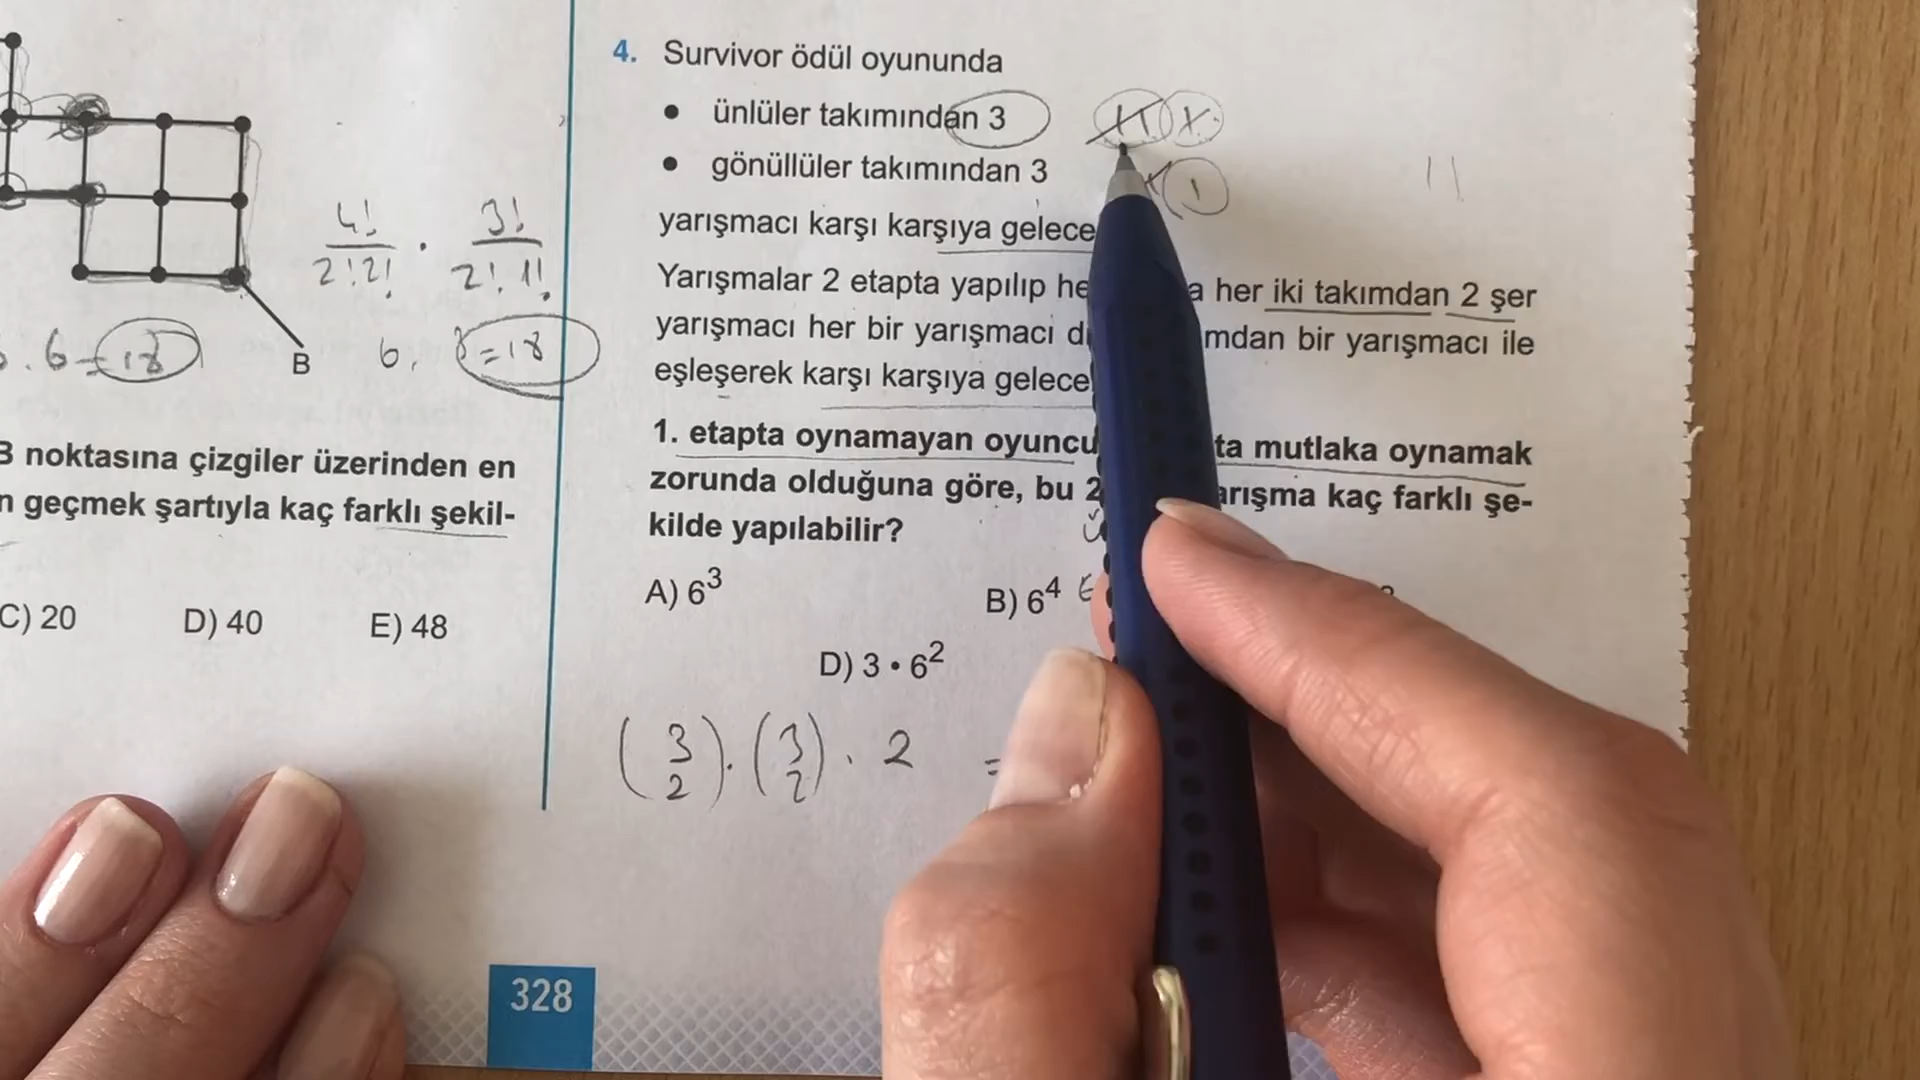 4. Survivor ödül oyununda
• ünlüler takımından 3
• gönüllüler takımından 3
yarışmacı karşı karşıya gelece
Yarışmalar 2 etapta yapılıp he a her iki takımdan 2 şer
yarışmacı her bir yarışmacı mdan bir yarışmacı ile
eşleşerek karşı karşıya gelece
1. etapta oynamayan oyuncu ta mutlaka oynamak
zorunda olduğuna göre, bu 2 arışma kaç farklı şe-
kilde yapılabilir?
A) 6³
B) 6⁴
D) 3 • 6²
(3 2) . (3 2) . 2 =
4!/2!2! . 3!/2!.1!
. 6 = 18
6. 3 = 18
B
B noktasına çizgiler üzerinden en
n geçmek şartıyla kaç farklı şekil-
C) 20
D) 40
E) 48
328